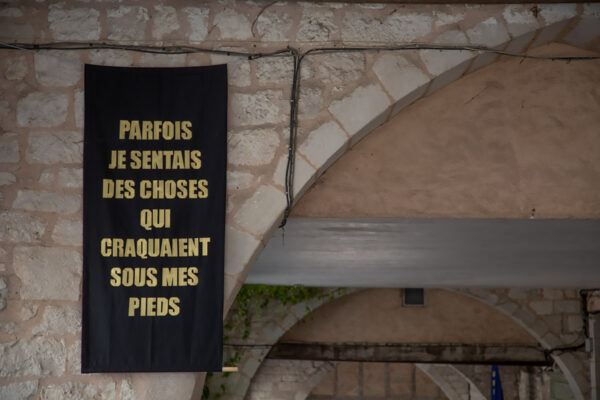 PARFOIS
JE SENTAIS
DES CHOSES
QUI
CRAQUAIENT
SOUS MES
PIEDS